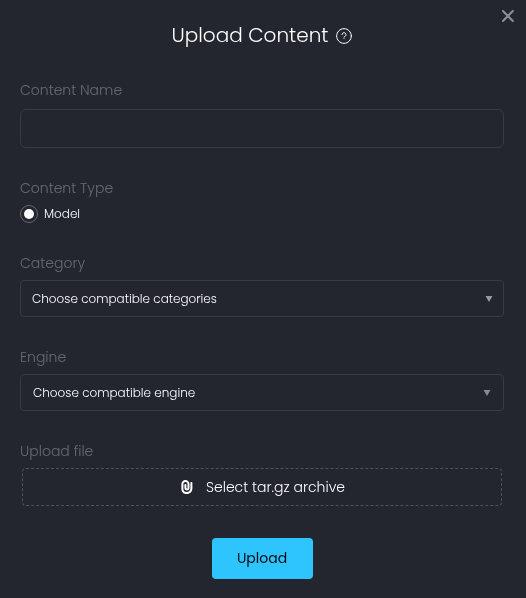 Upload Content ?
Content Name
Content Type
Model
Category
Choose compatible categories
Engine
Choose compatible engine
Upload file
Select tar.gz archive
Upload